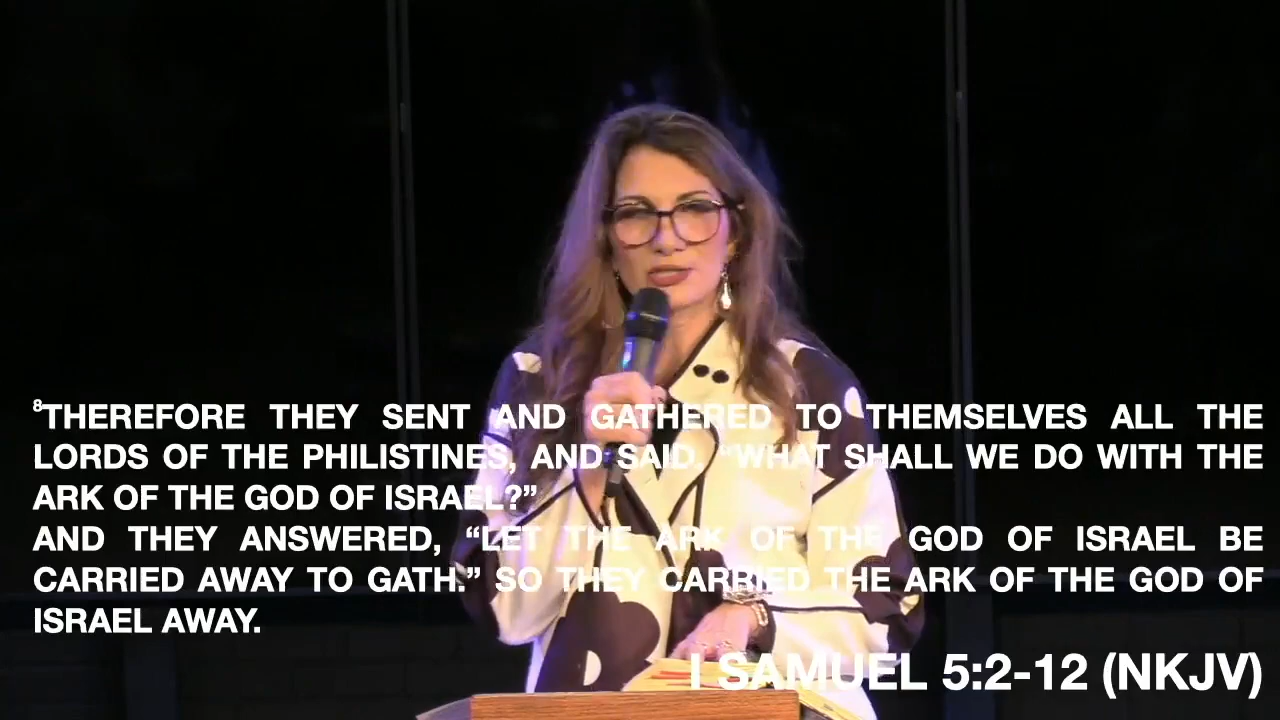 ⁸THEREFORE THEY SENT AND GATHERED TO THEMSELVES ALL THE
LORDS OF THE PHILISTINES, AND SAID, “WHAT SHALL WE DO WITH THE
ARK OF THE GOD OF ISRAEL?”
AND THEY ANSWERED, “LET THE ARK OF THE GOD OF ISRAEL BE
CARRIED AWAY TO GATH.” SO THEY CARRIED THE ARK OF THE GOD OF
ISRAEL AWAY.
I SAMUEL 5:2-12 (NKJV)